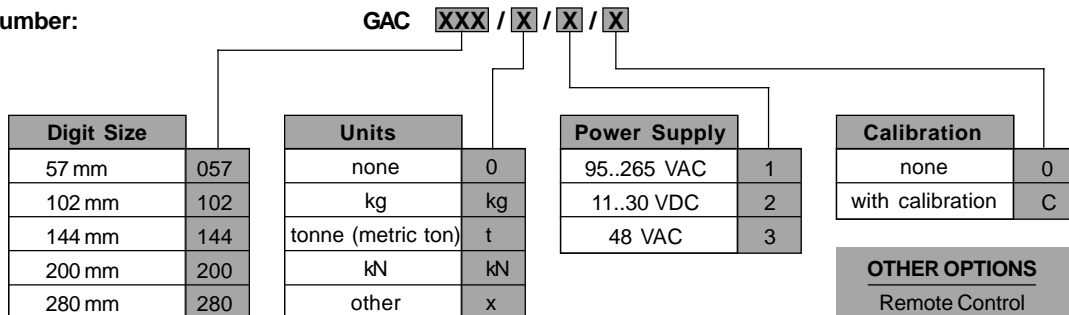 umber:
GAC XXX / X / X / X
Digit Size
57 mm 057
102 mm 102
144 mm 144
200 mm 200
280 mm 280
Units
none 0
kg kg
tonne (metric ton) t
kN kN
other x
Power Supply
95..265 VAC 1
11..30 VDC 2
48 VAC 3
Calibration
none 0
with calibration C
OTHER OPTIONS
Remote Control